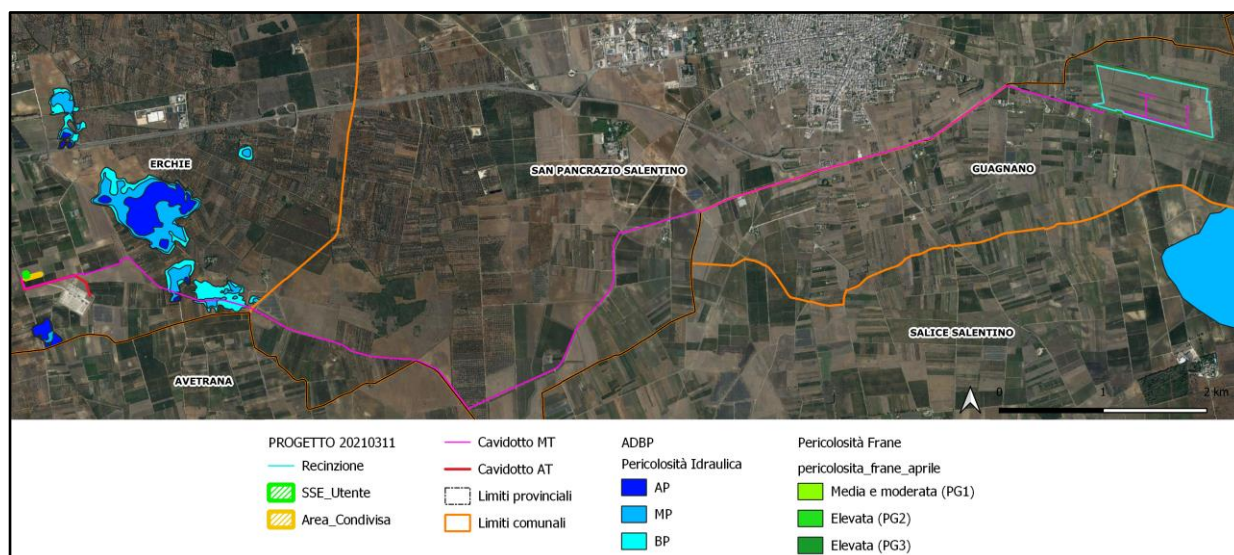 ERCHIE
SAN PANCRAZIO SALENTINO
GUAGNANO
SALICE SALENTINO
AVETRANA
0 1 2 km
PROGETTO 20210311
Recinzione
SSE_Utente
Area_Condivisa
Cavidotto MT
Cavidotto AT
Limiti provinciali
Limiti comunali
ADBP
Pericolosità Idraulica
AP
MP
BP
Pericolosità Frane
pericolosita_frane_aprile
Media e moderata (PG1)
Elevata (PG2)
Elevata (PG3)